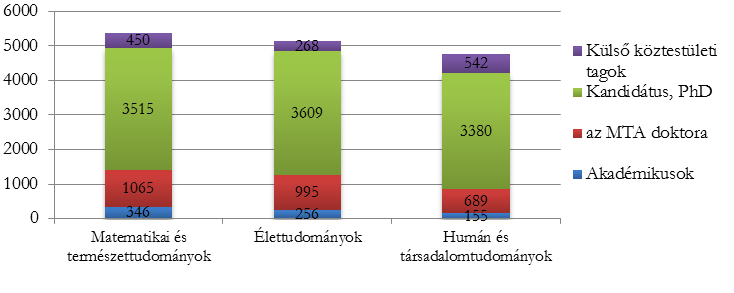 6000
5000
4000
3000
2000
1000
0
450
3515
1065
346
268
3609
995
256
542
3380
689
155
Matematikai és
természettudományok
Élettudományok
Humán és
társadalomtudományok
Külső köztestületi
tagok
Kandidátus, PhD
az MTA doktora
Akadémikusok